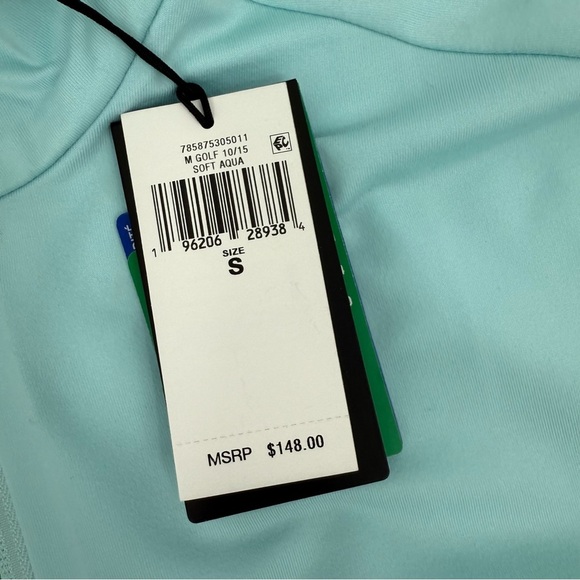 785875305011
M GOLF 10/15
SOFT AQUA
1 96206 28938 4
SIZE
S
MSRP $148.00